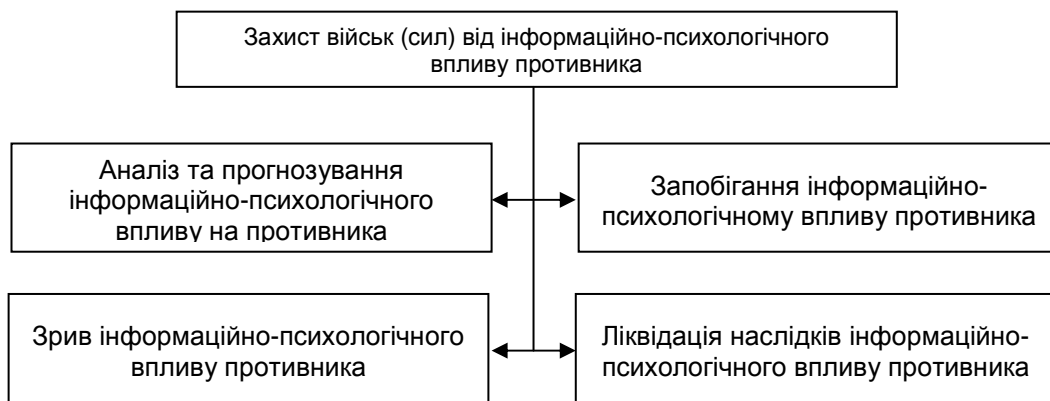 Захист військ (сил) від інформаційно-психологічного
впливу противника
Аналіз та прогнозування
інформаційно-психологічного
впливу на противника
Запобігання інформаційно-
психологічному впливу противника
Зрив інформаційно-психологічного
впливу противника
Ліквідація наслідків інформаційно-
психологічного впливу противника